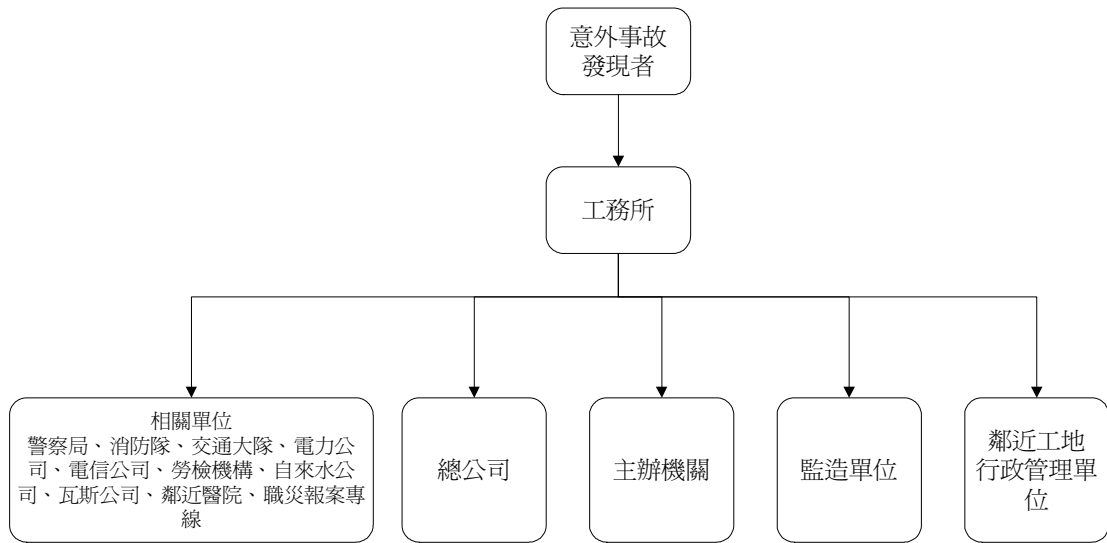 意外事故
發現者
工務所
相關單位
警察局、消防隊、交通大隊、電力公
司、電信公司、勞檢機構、自來水公
司、瓦斯公司、鄰近醫院、職災報案專
線
總公司
主辦機關
監造單位
鄰近工地
行政管理單
位